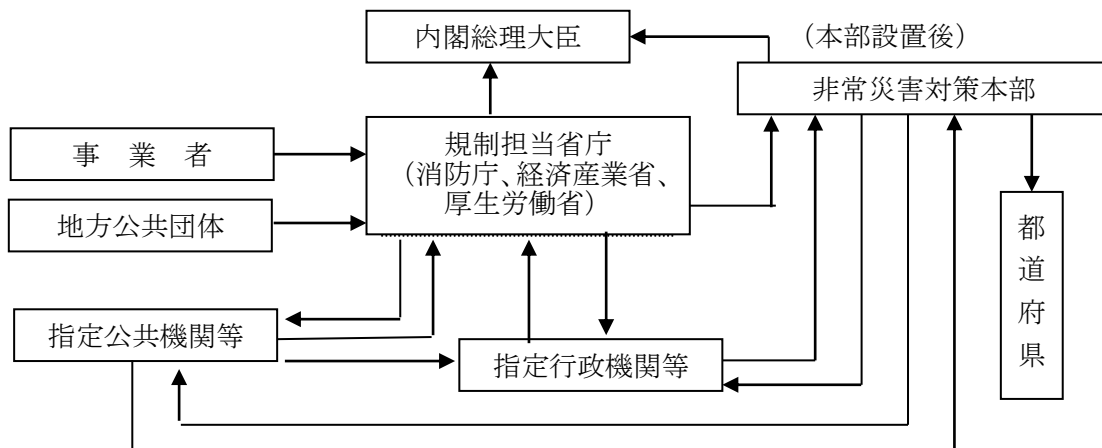 内閣総理大臣
（本部設置後）
非常災害対策本部
事　業　者
規制担当省庁
（消防庁、経済産業省、
厚生労働省）
地方公共団体
都道府県
指定公共機関等
指定行政機関等